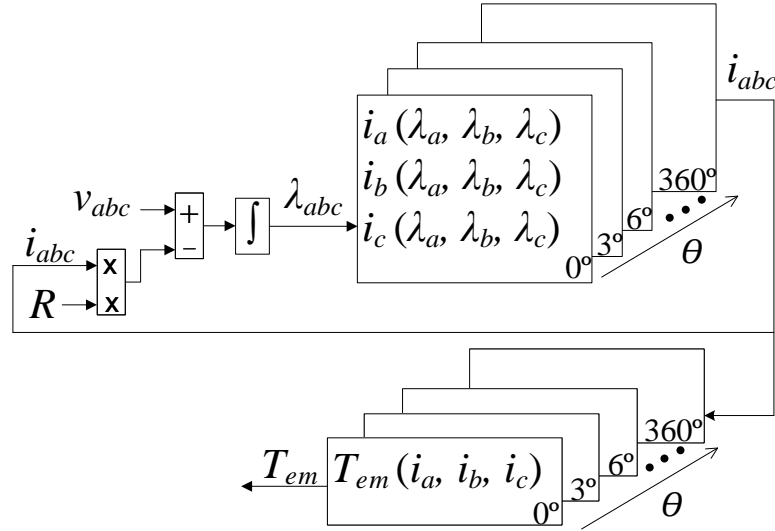 i_abc
i_a (λ_a, λ_b, λ_c)
i_b (λ_a, λ_b, λ_c)
i_c (λ_a, λ_b, λ_c)
0º
3º
6º
360º
θ
v_abc
+
−
∫
λ_abc
i_abc
R
x
x
T_em
T_em (i_a, i_b, i_c)
0º
3º
6º
360º
θ